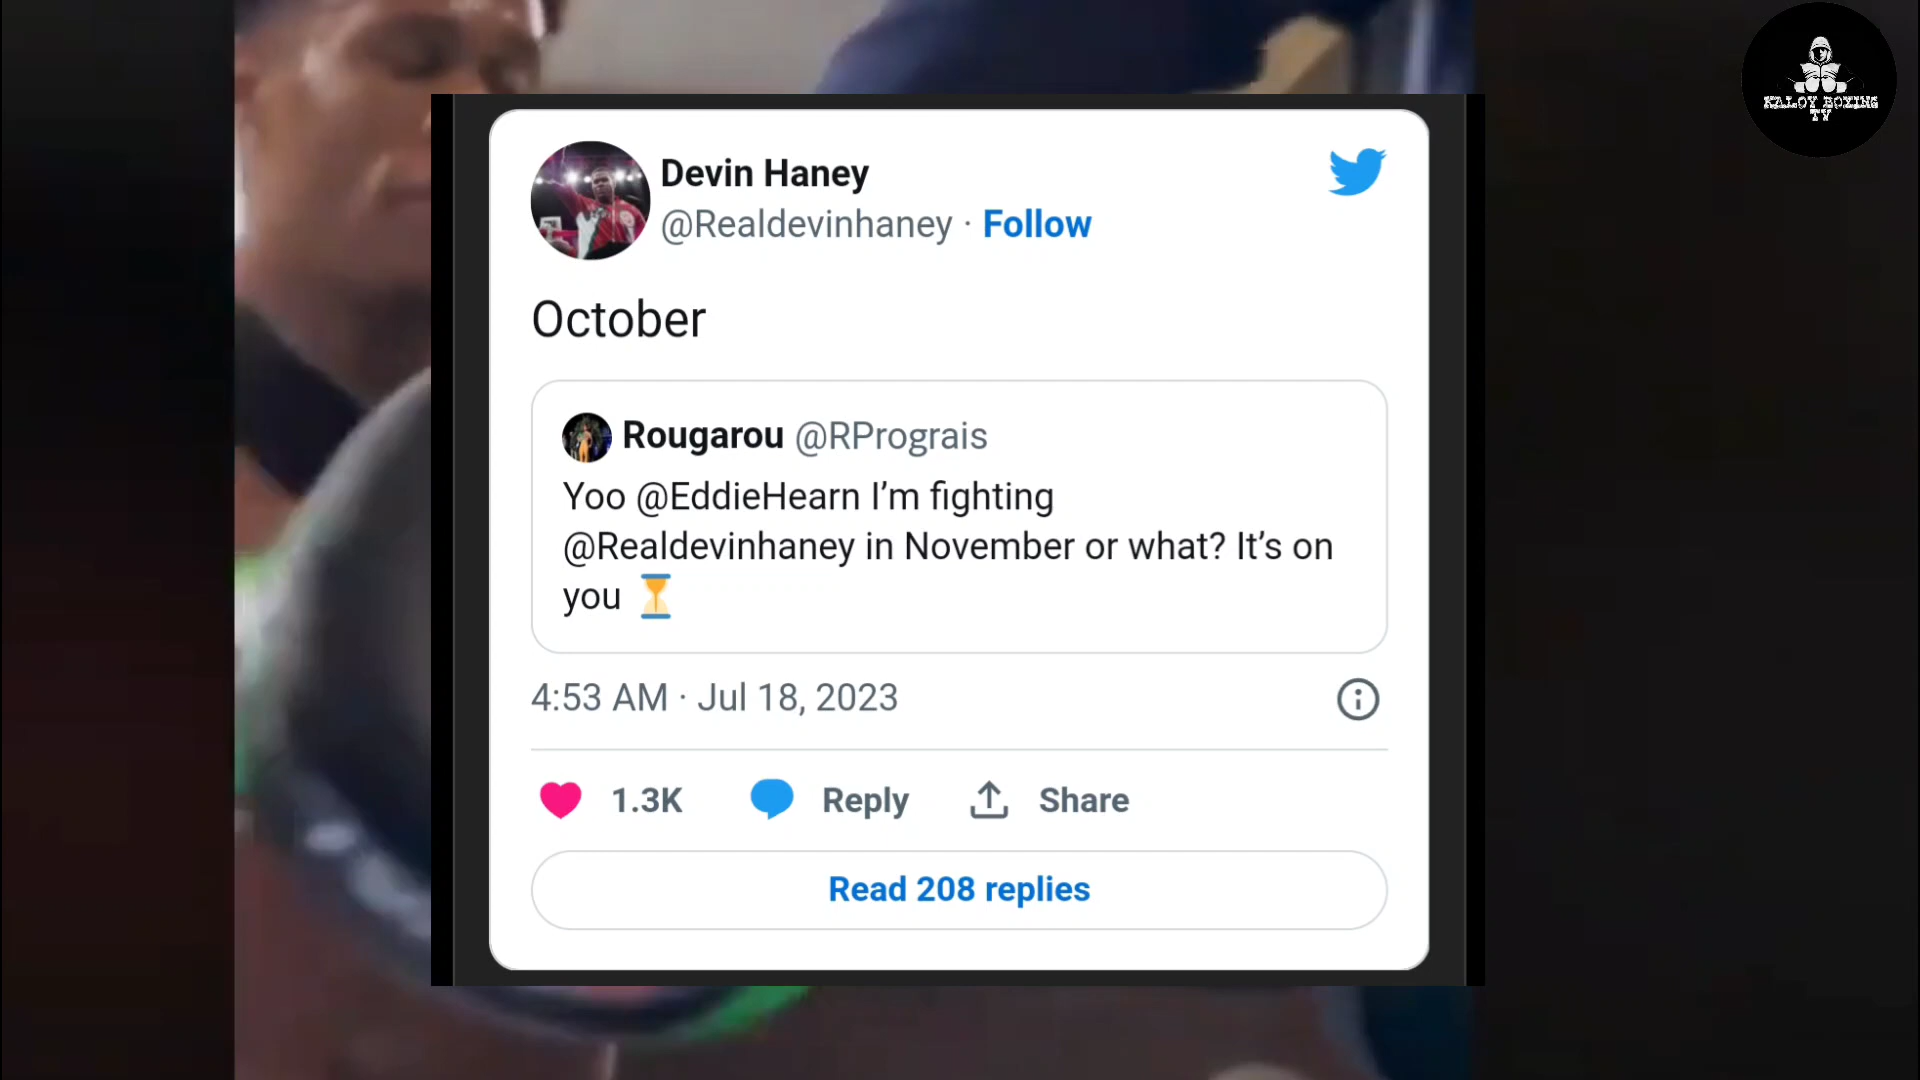 KALOY BOXING
TV
Devin Haney
@Realdevinhaney · Follow
October
Rougarou @RPrograis
Yoo @EddieHearn I’m fighting
@Realdevinhaney in November or what? It’s on
you ⏳
4:53 AM · Jul 18, 2023
1.3K Reply Share
Read 208 replies